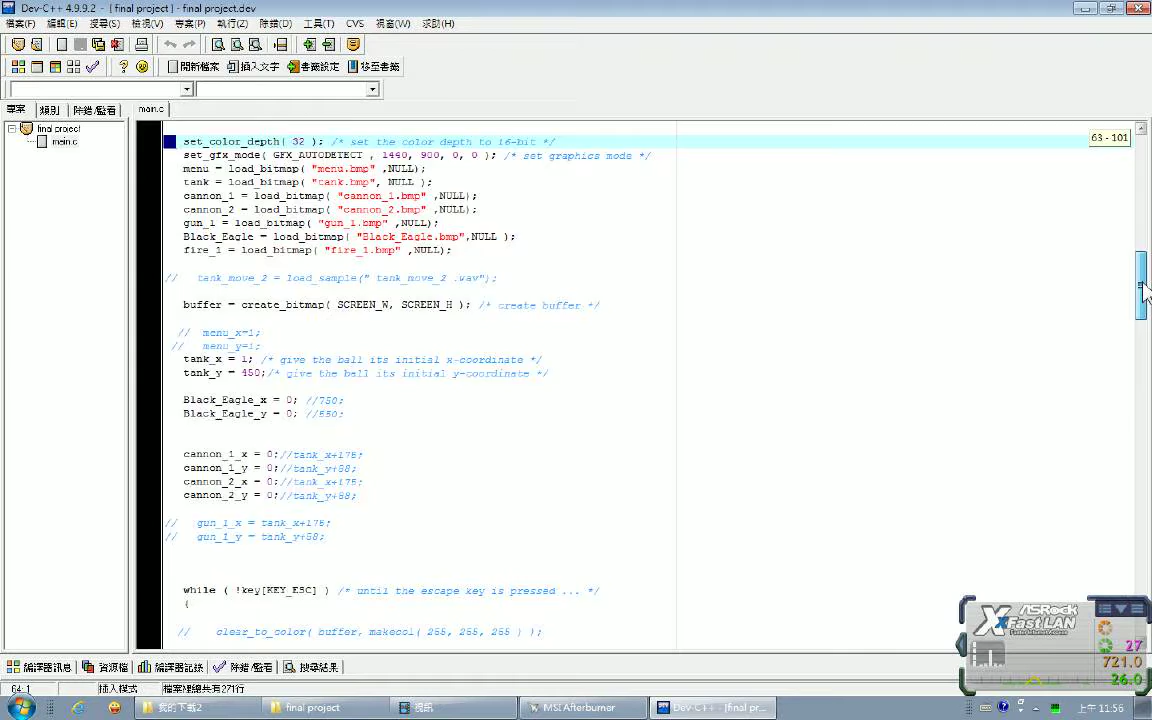 Dev-C++ 4.9.9.2 - [ final project ] - final project.dev
檔案(F) 編輯(E) 搜尋(S) 檢視(V) 專案(P) 執行(Z) 除錯(D) 工具(T) CVS 視窗(W) 求助(H)
開新檔案 插入文字 書籤設定 移至書籤
專案 類別 除錯/監看 main.c
final project
main.c
63 - 101
set_color_depth( 32 ); /* set the color depth to 16-bit */
set_gfx_mode( GFX_AUTODETECT , 1440, 900, 0, 0 ); /* set graphics mode */
menu = load_bitmap( "menu.bmp" ,NULL);
tank = load_bitmap( "tank.bmp", NULL );
cannon_1 = load_bitmap( "cannon_1.bmp" ,NULL);
cannon_2 = load_bitmap( "cannon_2.bmp" ,NULL);
gun_1 = load_bitmap( "gun_1.bmp" ,NULL);
Black_Eagle = load_bitmap( "Black_Eagle.bmp",NULL );
fire_1 = load_bitmap( "fire_1.bmp" ,NULL);
// tank_move_2 = load_sample(" tank_move_2 .wav");
buffer = create_bitmap( SCREEN_W, SCREEN_H ); /* create buffer */
// menu_x=1;
// menu_y=1;
tank_x = 1; /* give the ball its initial x-coordinate */
tank_y = 450;/* give the ball its initial y-coordinate */
Black_Eagle_x = 0; //750;
Black_Eagle_y = 0; //550;
cannon_1_x = 0;//tank_x+175;
cannon_1_y = 0;//tank_y+58;
cannon_2_x = 0;//tank_x+175;
cannon_2_y = 0;//tank_y+58;
// gun_1_x = tank_x+175;
// gun_1_y = tank_y+58;
while ( !key[KEY_ESC] ) /* until the escape key is pressed ... */
{
// clear_to_color( buffer, makecol( 255, 255, 255 ) );
ASRock
XFast LAN
27
721.0
26.0
編譯器訊息 資源檔 編譯器記錄 除錯/監看 搜尋結果
64:1 插入模式 檔案裡總共有271行
我的下載2 final project 視訊 MSI Afterburner Dev-C++ - [final pr... 上午 11:56